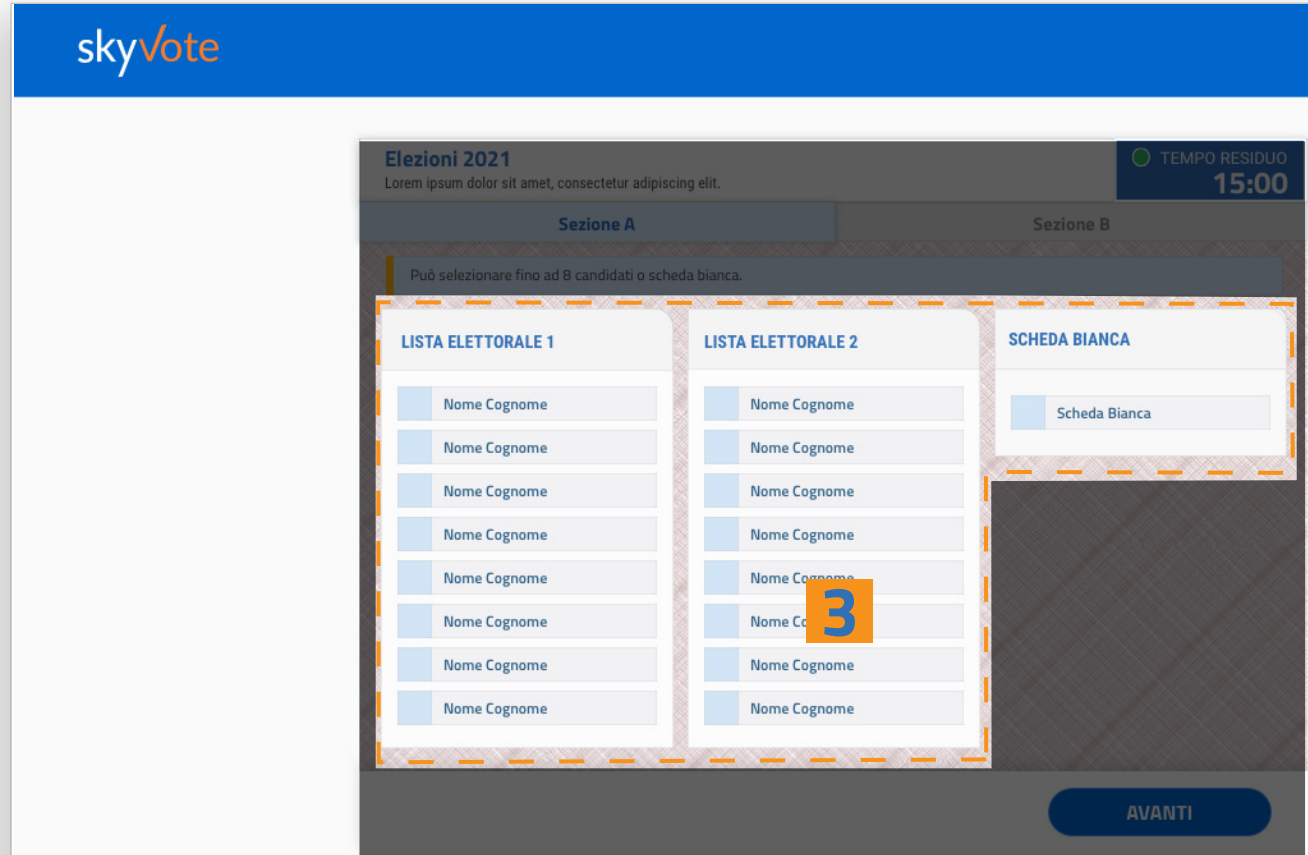 skyvote
Elezioni 2021
Lorem ipsum dolor sit amet, consectetur adipiscing elit.
TEMPO RESIDUO
15:00
Sezione A
Sezione B
Può selezionare fino ad 8 candidati o scheda bianca.
LISTA ELETTORALE 1
Nome Cognome
Nome Cognome
Nome Cognome
Nome Cognome
Nome Cognome
Nome Cognome
Nome Cognome
Nome Cognome
LISTA ELETTORALE 2
Nome Cognome
Nome Cognome
Nome Cognome
Nome Cognome
Nome Cognome
Nome
3
Nome Cognome
Nome Cognome
SCHEDA BIANCA
Scheda Bianca
AVANTI